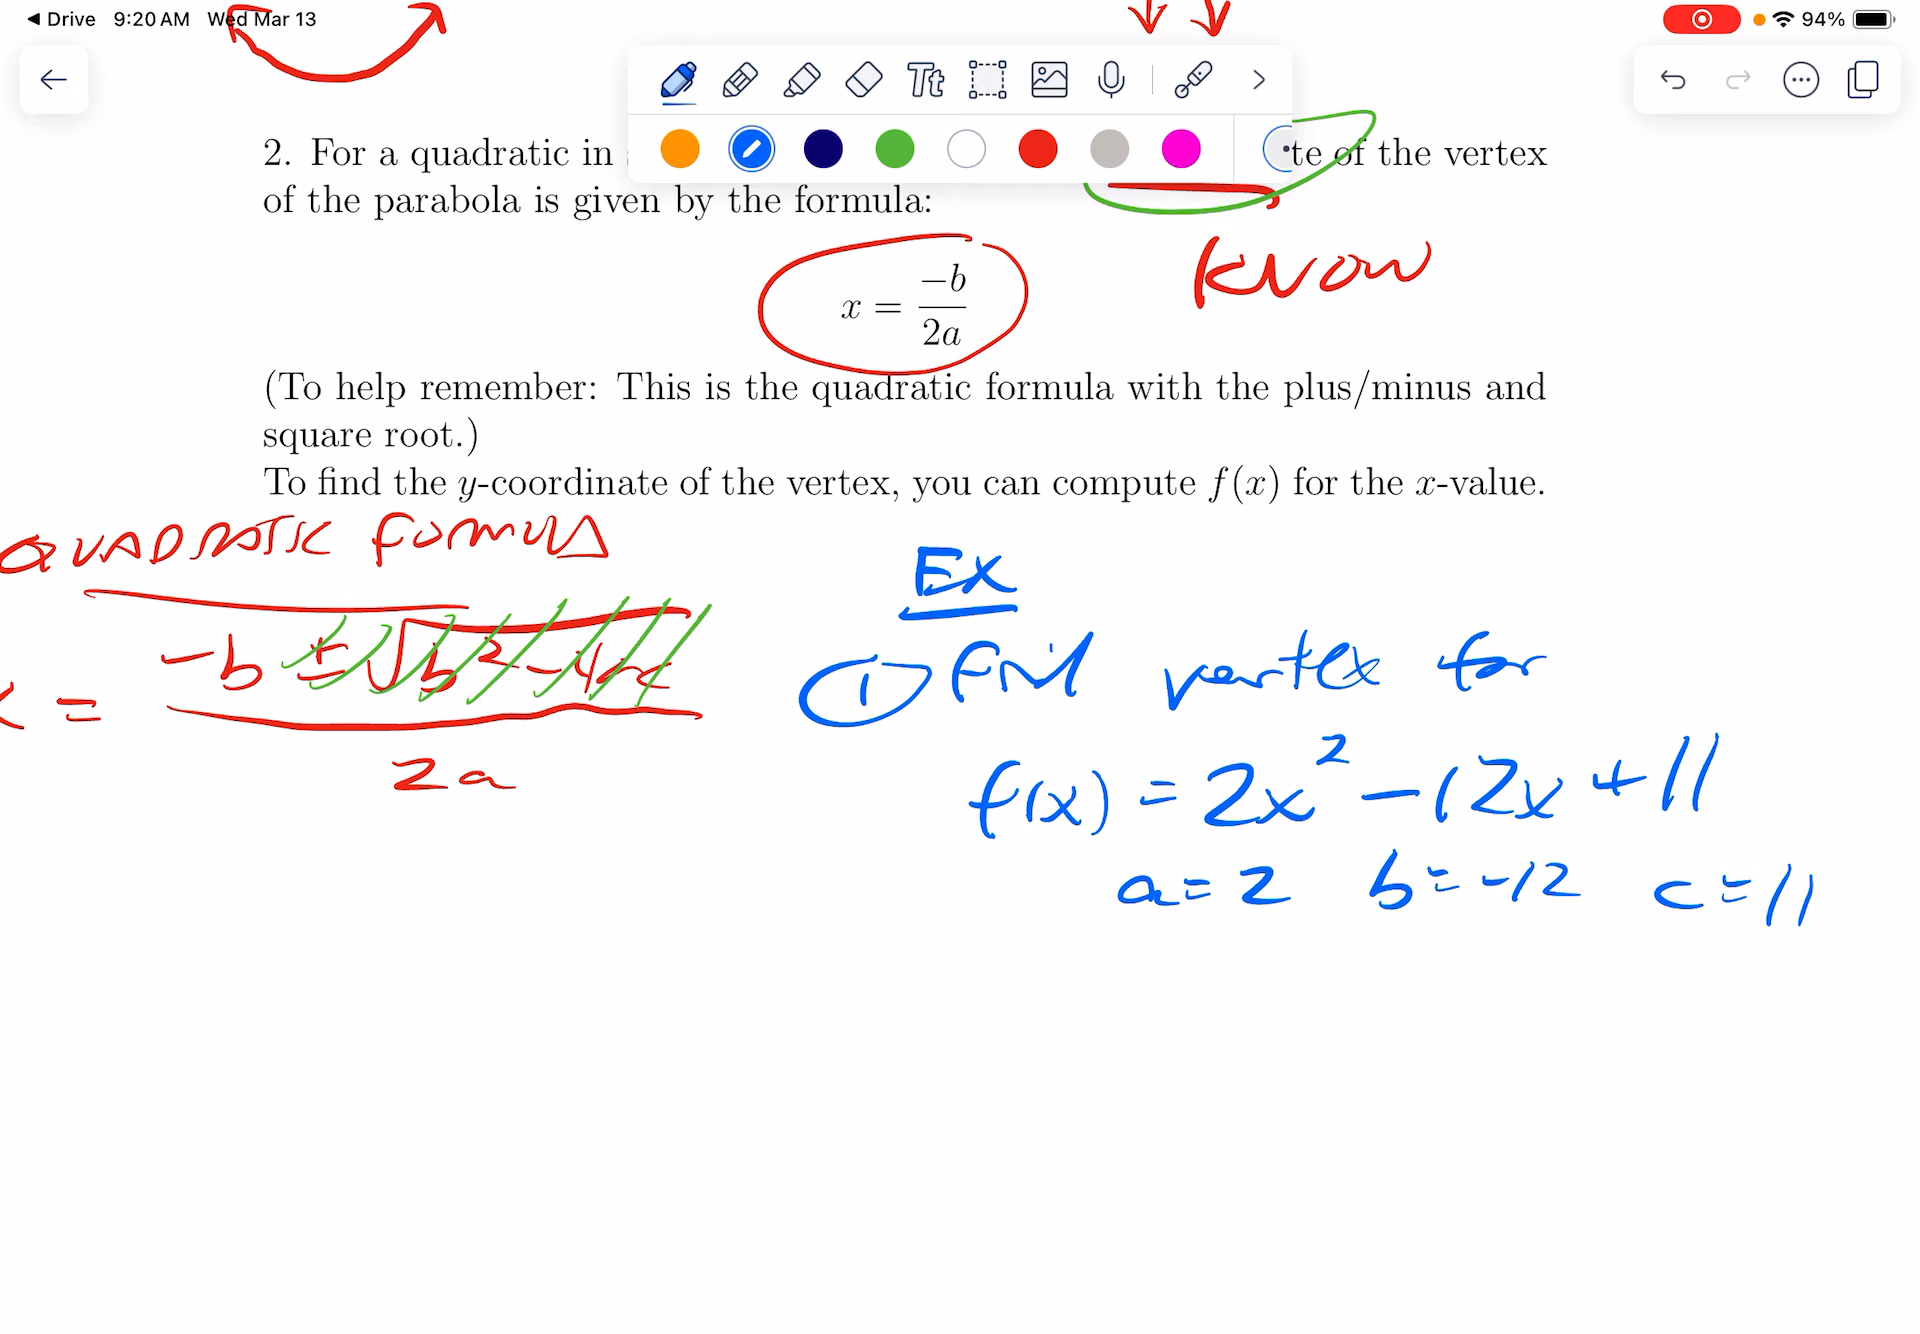 ◀ Drive 9:20 AM Wed Mar 13 94%
Tt
2. For a quadratic in te of the vertex
of the parabola is given by the formula:
know
x = -b / 2a
(To help remember: This is the quadratic formula with the plus/minus and
square root.)
To find the y-coordinate of the vertex, you can compute f(x) for the x-value.
QUADRATIC FORMULA
Ex
= -b ± √b² - 4ac / 2a
① find vertex for
f(x) = 2x² - 12x + 11
a = 2 b = -12 c = 11